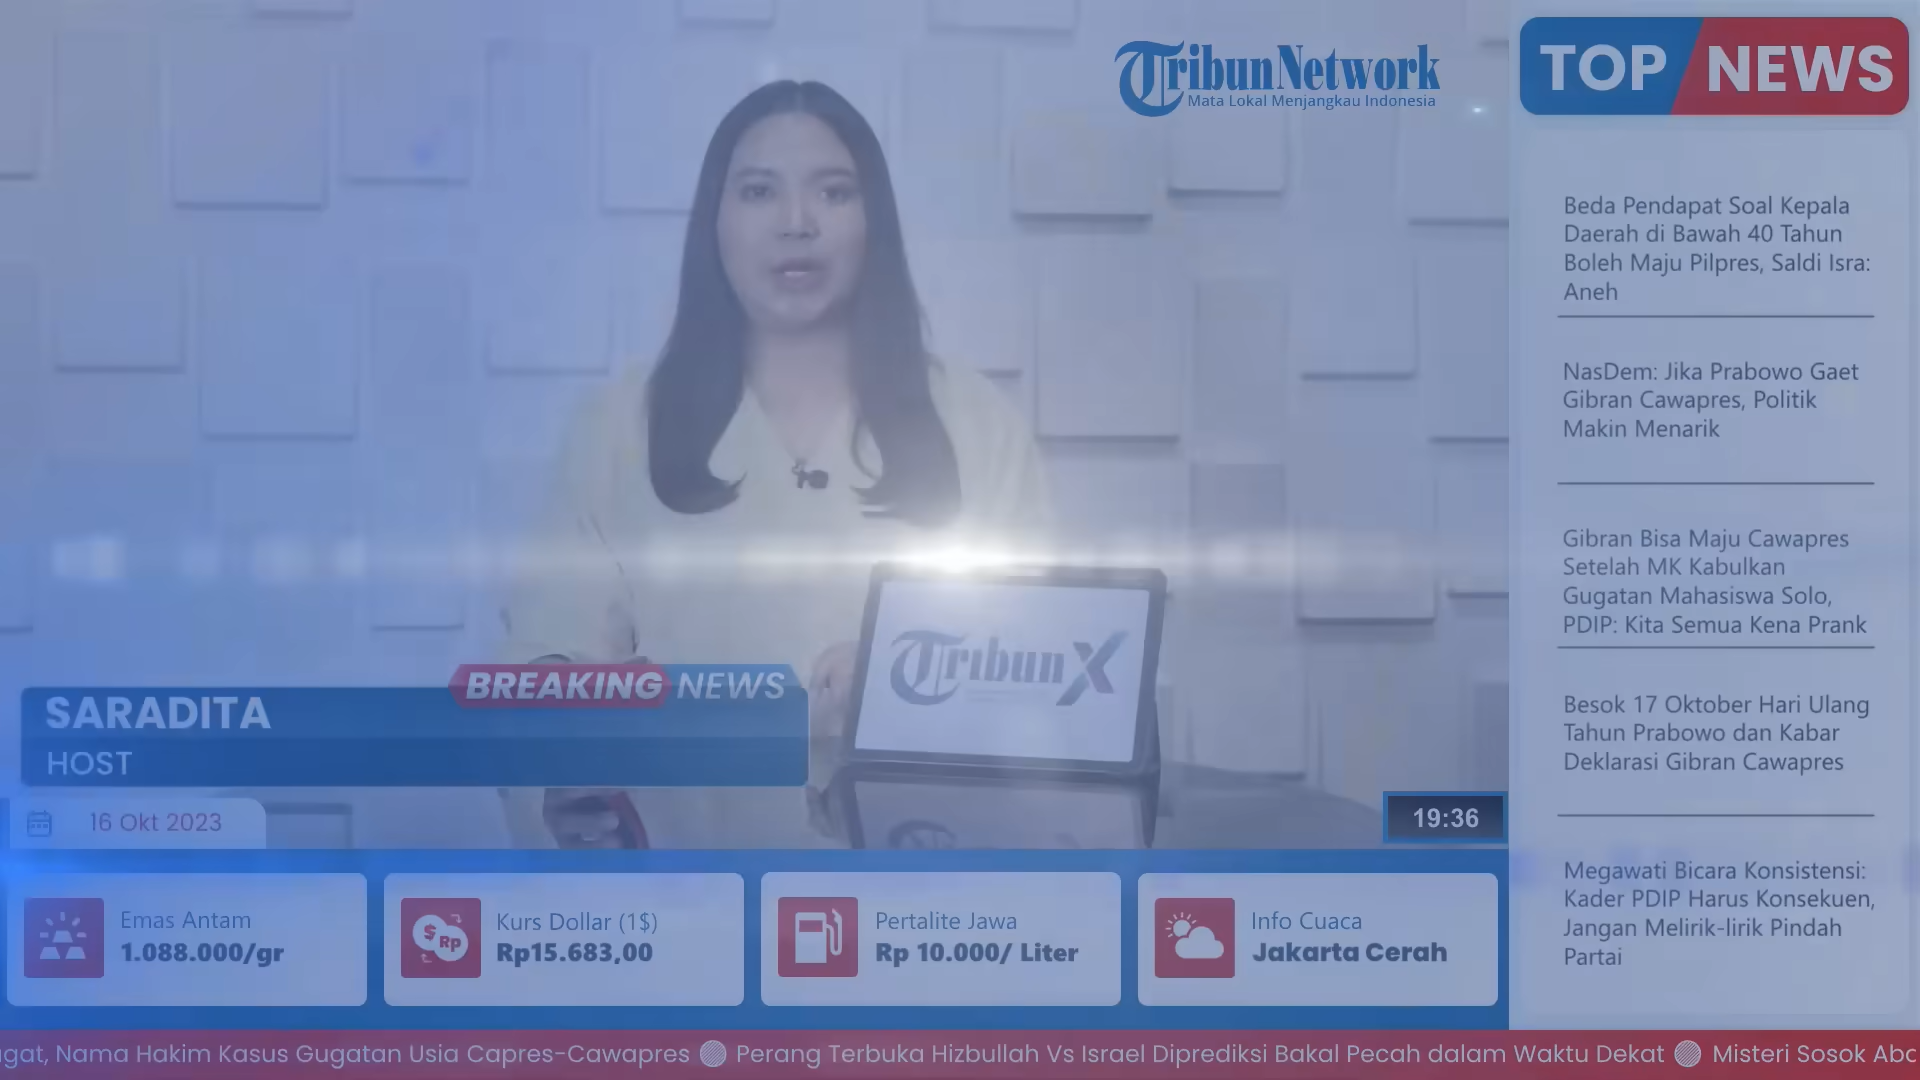 TribunNetwork
Mata Lokal Menjangkau Indonesia
TOP NEWS
Beda Pendapat Soal Kepala
Daerah di Bawah 40 Tahun
Boleh Maju Pilpres, Saldi Isra:
Aneh
NasDem: Jika Prabowo Gaet
Gibran Cawapres, Politik
Makin Menarik
Gibran Bisa Maju Cawapres
Setelah MK Kabulkan
Gugatan Mahasiswa Solo,
PDIP: Kita Semua Kena Prank
Besok 17 Oktober Hari Ulang
Tahun Prabowo dan Kabar
Deklarasi Gibran Cawapres
Megawati Bicara Konsistensi:
Kader PDIP Harus Konsekuen,
Jangan Melirik-lirik Pindah
Partai
TribunX
BREAKING NEWS
SARADITA
HOST
16 Okt 2023
19:36
Emas Antam
1.088.000/gr
$ Rp
Kurs Dollar (1$)
Rp15.683,00
Pertalite Jawa
Rp 10.000/ Liter
Info Cuaca
Jakarta Cerah
gat, Nama Hakim Kasus Gugatan Usia Capres-Cawapres Perang Terbuka Hizbullah Vs Israel Diprediksi Bakal Pecah dalam Waktu Dekat Misteri Sosok